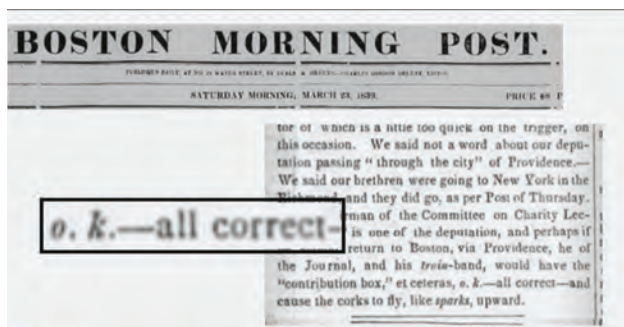 BOSTON MORNING POST.
SATURDAY MORNING, MARCH 23, 1839.
PRICE
tor of which is a little too quick on the trigger, on
this occasion. We said not a word about our depu-
tation passing "through the city" of Providence.—
We said our brethren were going to New York in the
Richmond, and they did go, as per Post of Thursday.
man of the Committee on Charity Lec-
is one of the deputation, and perhaps if
return to Boston, via Providence, he of
the Journal, and his train-band, would have the
"contribution box," et ceteras, o. k.—all correct—and
cause the corks to fly, like sparks, upward.
o. k.—all correct-